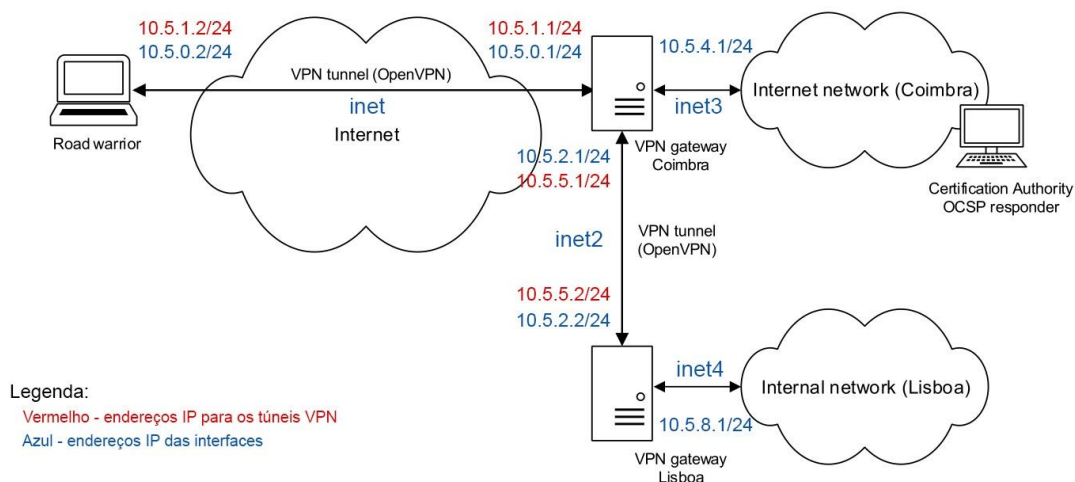 10.5.1.2/24
10.5.0.2/24
10.5.1.1/24
10.5.0.1/24
10.5.4.1/24
VPN tunnel (OpenVPN)
inet
Internet
Road warrior
Internet network (Coimbra)
inet3
VPN gateway
Coimbra
Certification Authority
OCSP responder
10.5.2.1/24
10.5.5.1/24
inet2
VPN tunnel
(OpenVPN)
10.5.5.2/24
10.5.2.2/24
inet4
Internal network (Lisboa)
10.5.8.1/24
VPN gateway
Lisboa
Legenda:
Vermelho - endereços IP para os túneis VPN
Azul - endereços IP das interfaces